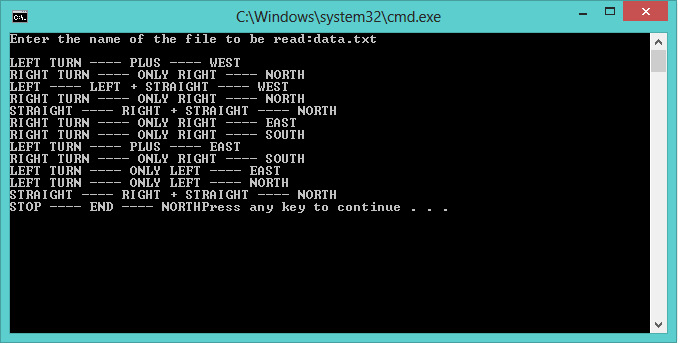 C:\Windows\system32\cmd.exe
Enter the name of the file to be read:data.txt
LEFT TURN ---- PLUS ---- WEST
RIGHT TURN ---- ONLY RIGHT ---- NORTH
LEFT ---- LEFT + STRAIGHT ---- WEST
RIGHT TURN ---- ONLY RIGHT ---- NORTH
STRAIGHT ---- RIGHT + STRAIGHT ---- NORTH
RIGHT TURN ---- ONLY RIGHT ---- EAST
RIGHT TURN ---- ONLY RIGHT ---- SOUTH
LEFT TURN ---- PLUS ---- EAST
RIGHT TURN ---- ONLY RIGHT ---- SOUTH
LEFT TURN ---- ONLY LEFT ---- EAST
LEFT TURN ---- ONLY LEFT ---- NORTH
STRAIGHT ---- RIGHT + STRAIGHT ---- NORTH
STOP ---- END ---- NORTHPress any key to continue . . .